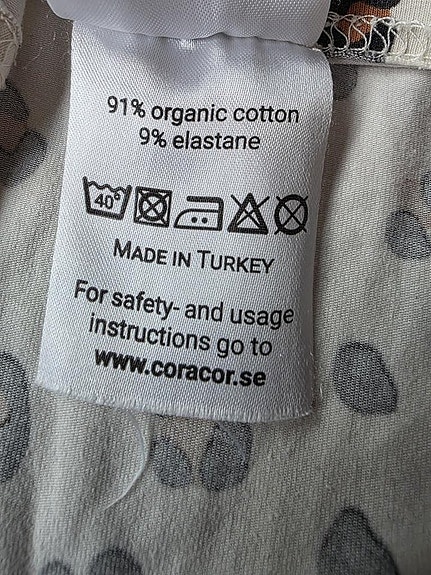 91% organic cotton
9% elastane
40°
MADE IN TURKEY
For safety- and usage
instructions go to
www.coracor.se